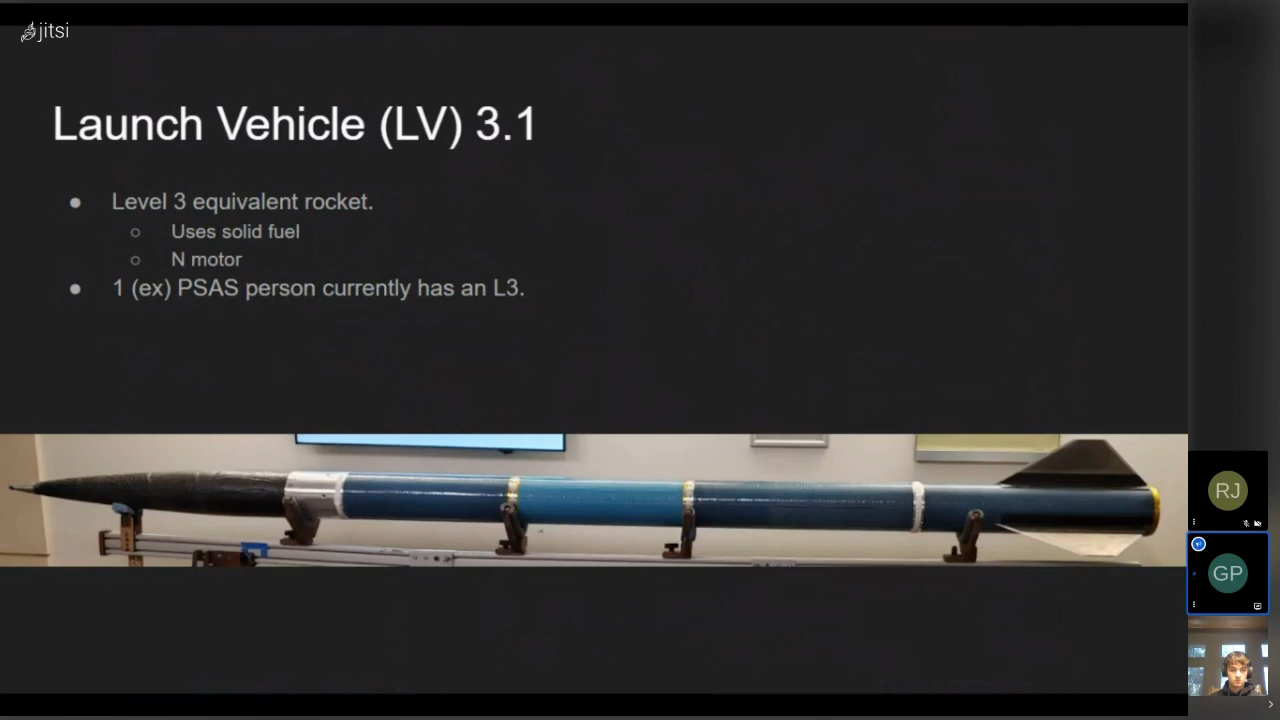 jitsi
Launch Vehicle (LV) 3.1
● Level 3 equivalent rocket.
○ Uses solid fuel
○ N motor
● 1 (ex) PSAS person currently has an L3.
RJ
GP